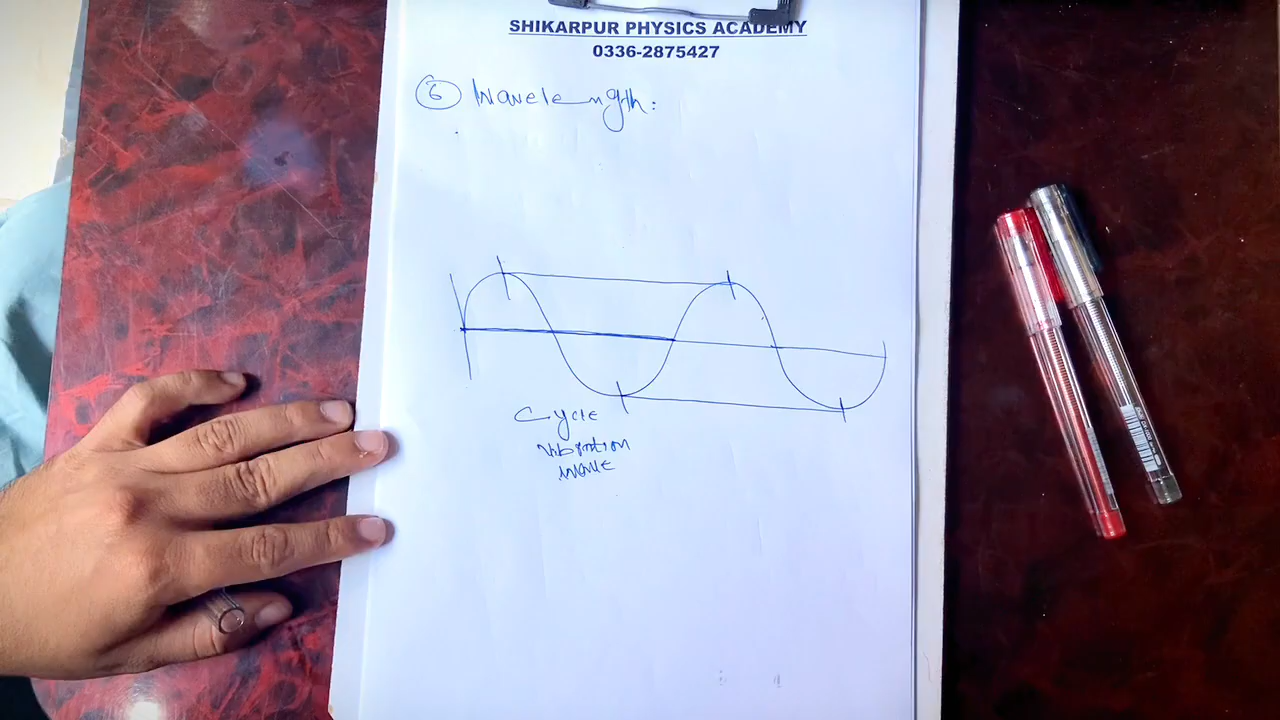 SHIKARPUR PHYSICS ACADEMY
0336-2875427
6 Wavelength:
Cycle
vibration
wave